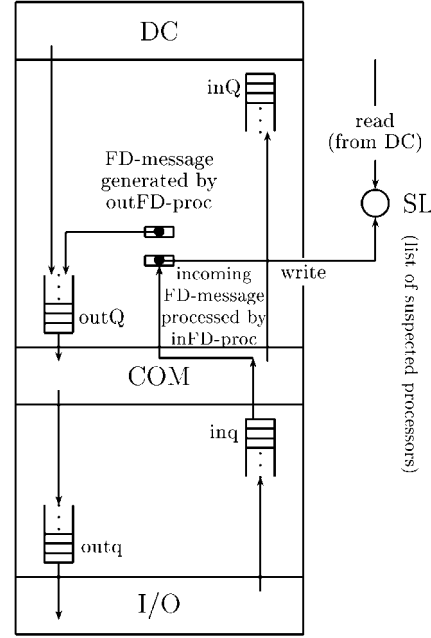 DC
inQ
read
(from DC)
FD-message
generated by
outFD-proc
SL
(list of suspected processors)
incoming
FD-message
processed by
inFD-proc
write
outQ
COM
inq
outq
I/O